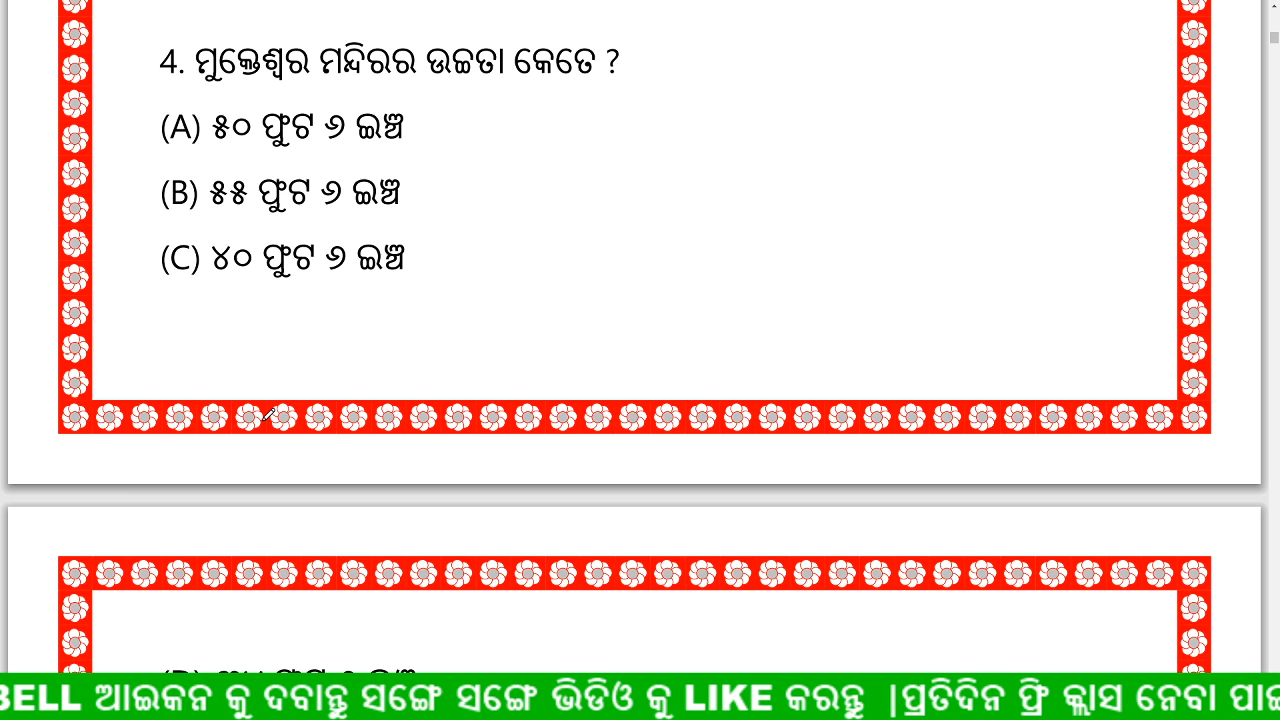 4. ମୁକ୍ତେଶ୍ୱର ମନ୍ଦିରର ଉଚ୍ଚତା କେତେ ?
(A) ୫୦ ଫୁଟ ୬ ଇଞ୍ଚ
(B) ୫୫ ଫୁଟ ୬ ଇଞ୍ଚ
(C) ୪୦ ଫୁଟ ୬ ଇଞ୍ଚ
BELL ଆଇକନ କୁ ଦବାନ୍ତୁ ସଙ୍ଗେ ସଙ୍ଗେ ଭିଡିଓ କୁ LIKE କରନ୍ତୁ |ପ୍ରତିଦିନ ଫ୍ରି କ୍ଲାସ ନେବା ପାଇ